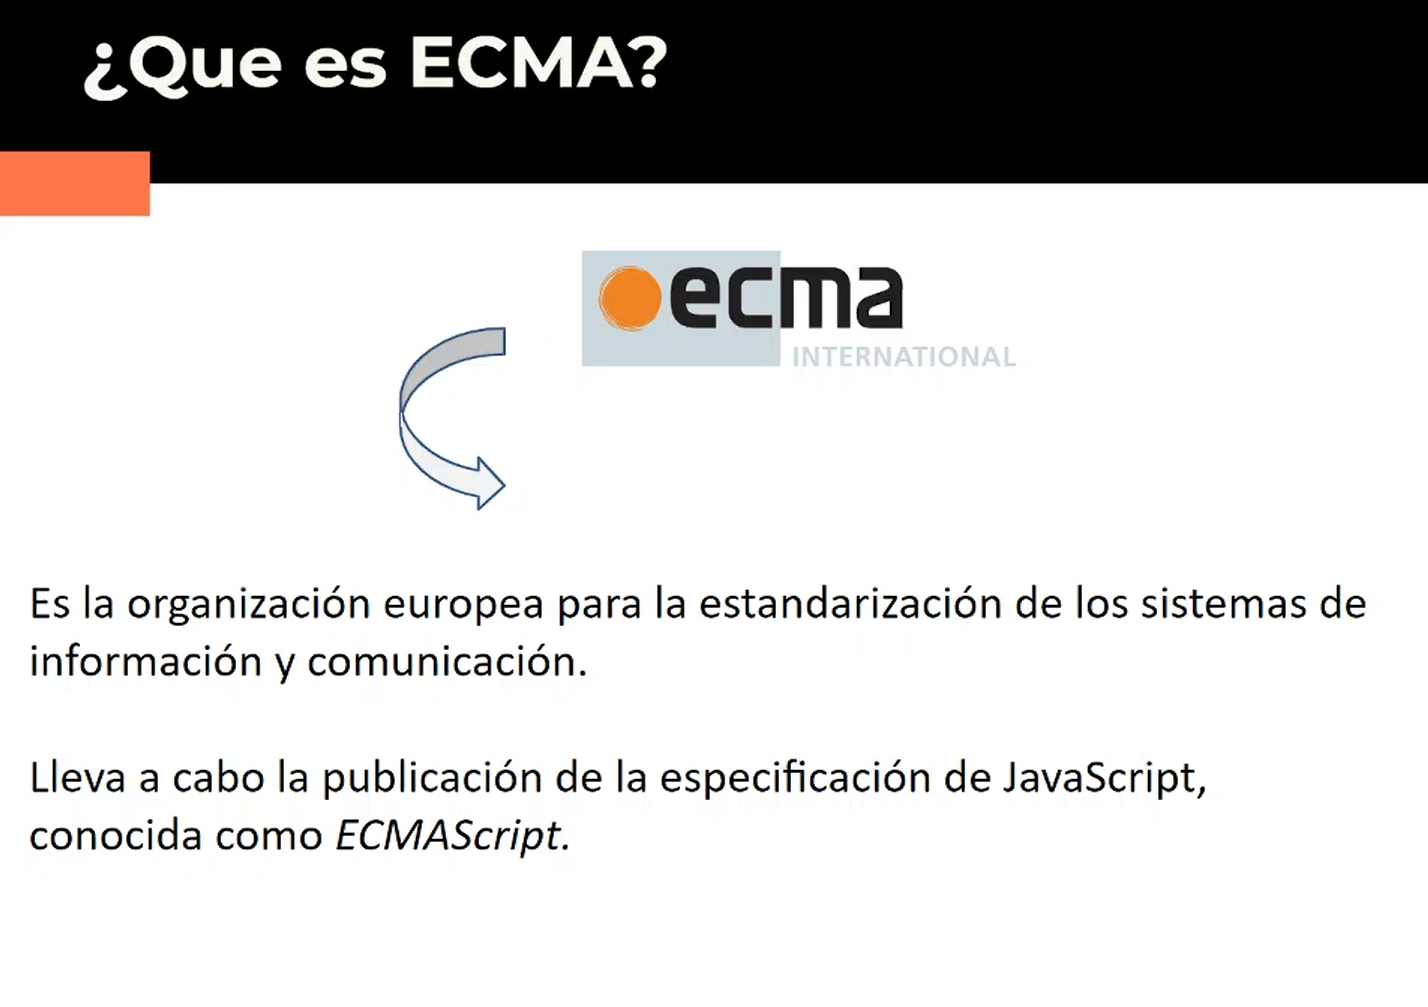 ¿Que es ECMA?
ecma
INTERNATIONAL
Es la organización europea para la estandarización de los sistemas de
información y comunicación.
Lleva a cabo la publicación de la especificación de JavaScript,
conocida como ECMAScript.